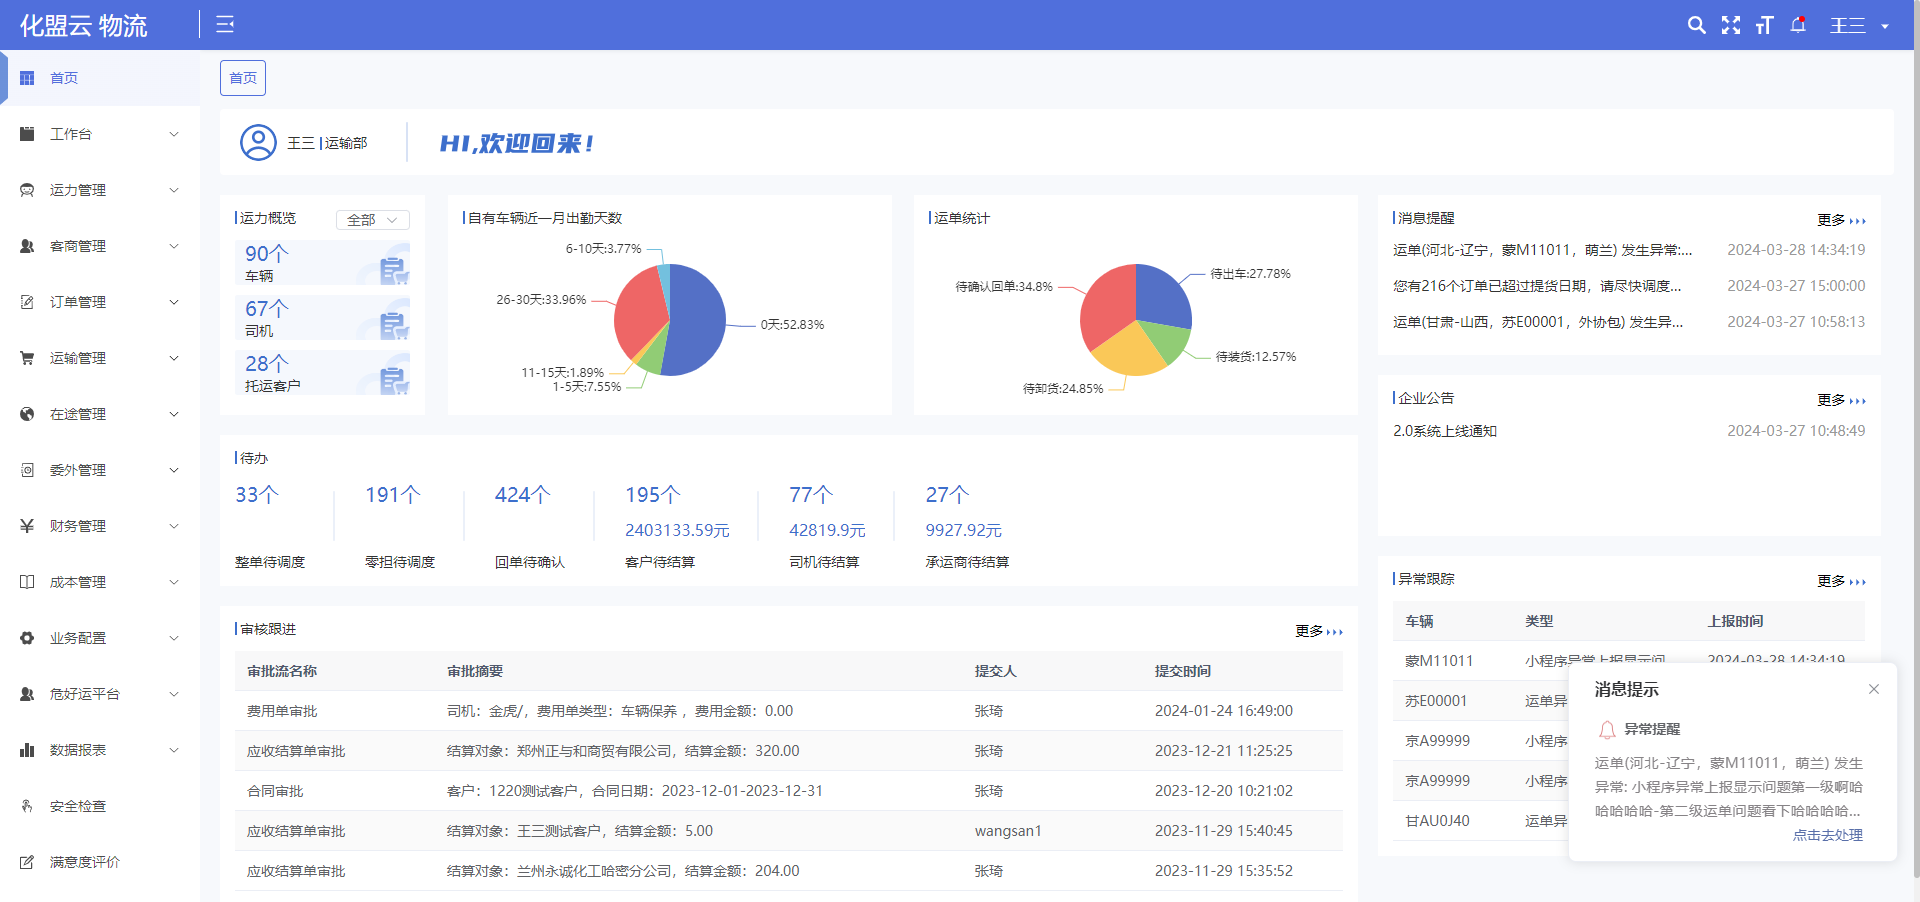 化盟云 物流
王三
首页
工作台
运力管理
客商管理
订单管理
运输管理
在途管理
委外管理
财务管理
成本管理
业务配置
危好运平台
数据报表
安全检查
满意度评价
首页
王三 | 运输部
HI,欢迎回来!
运力概览
全部
90个
车辆
67个
司机
28个
托运客户
自有车辆近一月出勤天数
6-10天:3.77%
26-30天:33.96%
0天:52.83%
11-15天:1.89%
1-5天:7.55%
运单统计
待出车:27.78%
待确认回单:34.8%
待装货:12.57%
待卸货:24.85%
消息提醒
更多
运单(河北-辽宁，蒙M11011，萌兰) 发生异常:... 2024-03-28 14:34:19
您有216个订单已超过提货日期，请尽快调度... 2024-03-27 15:00:00
运单(甘肃-山西，苏E00001，外协包) 发生异... 2024-03-27 10:58:13
企业公告
更多
2.0系统上线通知 2024-03-27 10:48:49
待办
33个
整单待调度
191个
零担待调度
424个
回单待确认
195个
2403133.59元
客户待结算
77个
42819.9元
司机待结算
27个
9927.92元
承运商待结算
审核跟进
更多
审批流名称 审批摘要 提交人 提交时间
费用单审批 司机：金虎/，费用单类型：车辆保养 ，费用金额：0.00 张琦 2024-01-24 16:49:00
应收结算单审批 结算对象：郑州正与和商贸有限公司，结算金额：320.00 张琦 2023-12-21 11:25:25
合同审批 客户：1220测试客户，合同日期：2023-12-01-2023-12-31 张琦 2023-12-20 10:21:02
应收结算单审批 结算对象：王三测试客户，结算金额：5.00 wangsan1 2023-11-29 15:40:45
应收结算单审批 结算对象：兰州永诚化工哈密分公司，结算金额：204.00 张琦 2023-11-29 15:35:52
异常跟踪
更多
车辆 类型 上报时间
蒙M11011 小程序异常上报显示问 2024-03-28 14:34:19
苏E00001 运单异
京A99999 小程序
京A99999 小程序
甘AU0J40 运单异
消息提示
异常提醒
运单(河北-辽宁，蒙M11011，萌兰) 发生
异常: 小程序异常上报显示问题第一级啊哈
哈哈哈哈-第二级运单问题看下哈哈哈哈...
点击去处理